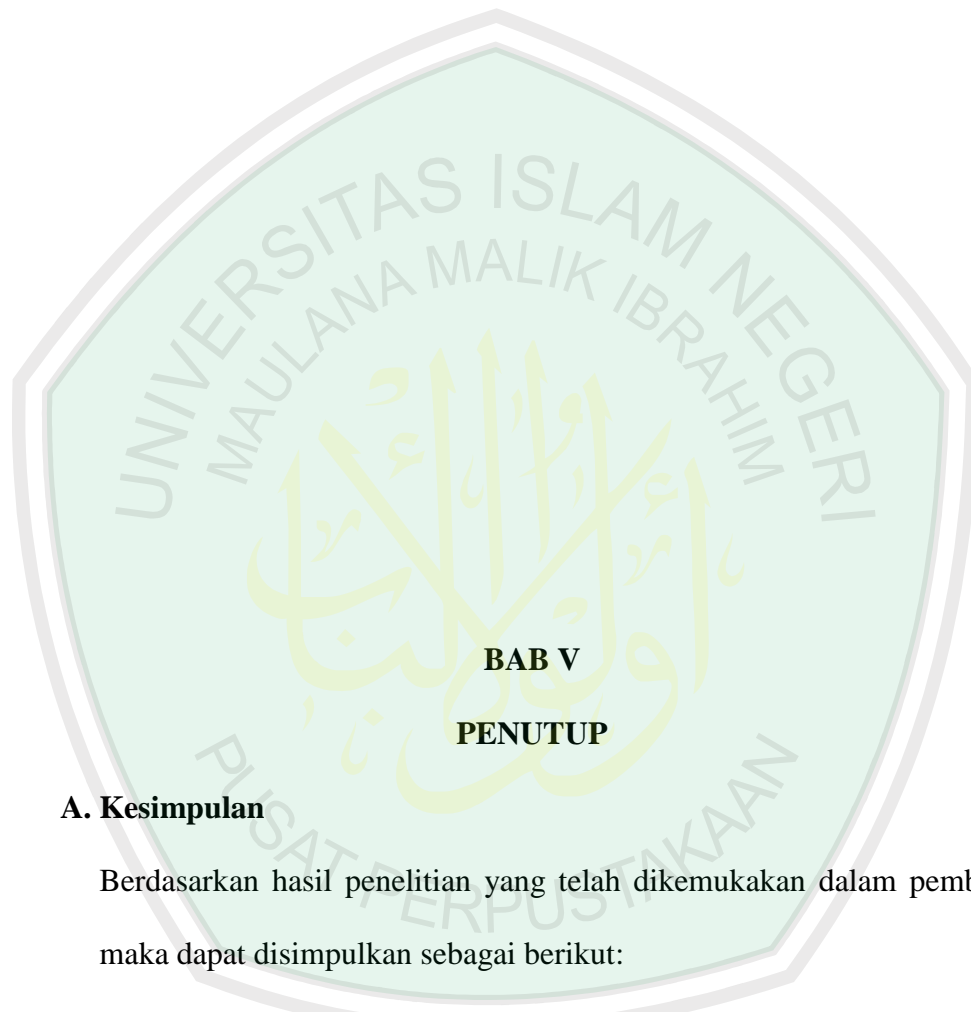 UNIVERSITAS ISLAM NEGERI
MAULANA MALIK IBRAHIM
BAB V
PENUTUP
A. Kesimpulan
Berdasarkan hasil penelitian yang telah dikemukakan dalam
maka dapat disimpulkan sebagai berikut:
PUSAT PERPUSTAKAAN